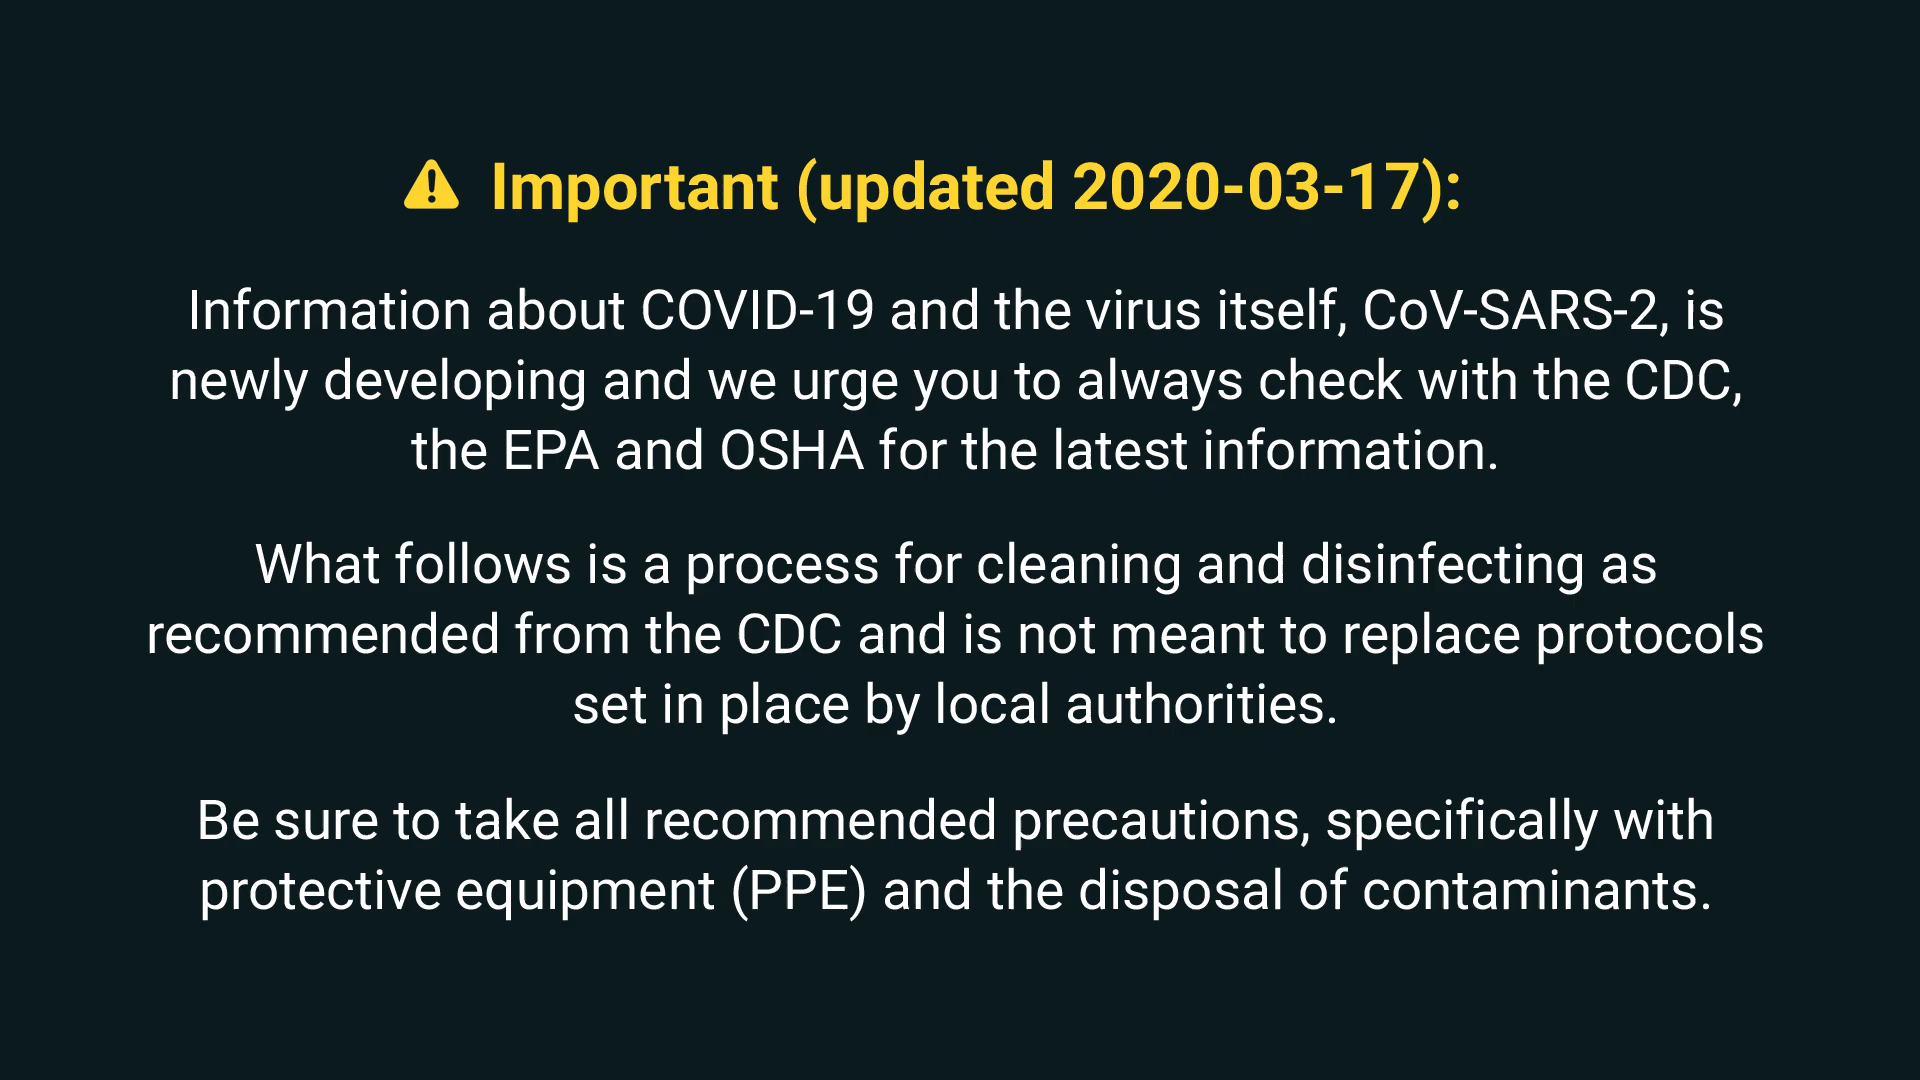 Important (updated 2020-03-17):
Information about COVID-19 and the virus itself, CoV-SARS-2, is
newly developing and we urge you to always check with the CDC,
the EPA and OSHA for the latest information.
What follows is a process for cleaning and disinfecting as
recommended from the CDC and is not meant to replace protocols
set in place by local authorities.
Be sure to take all recommended precautions, specifically with
protective equipment (PPE) and the disposal of contaminants.